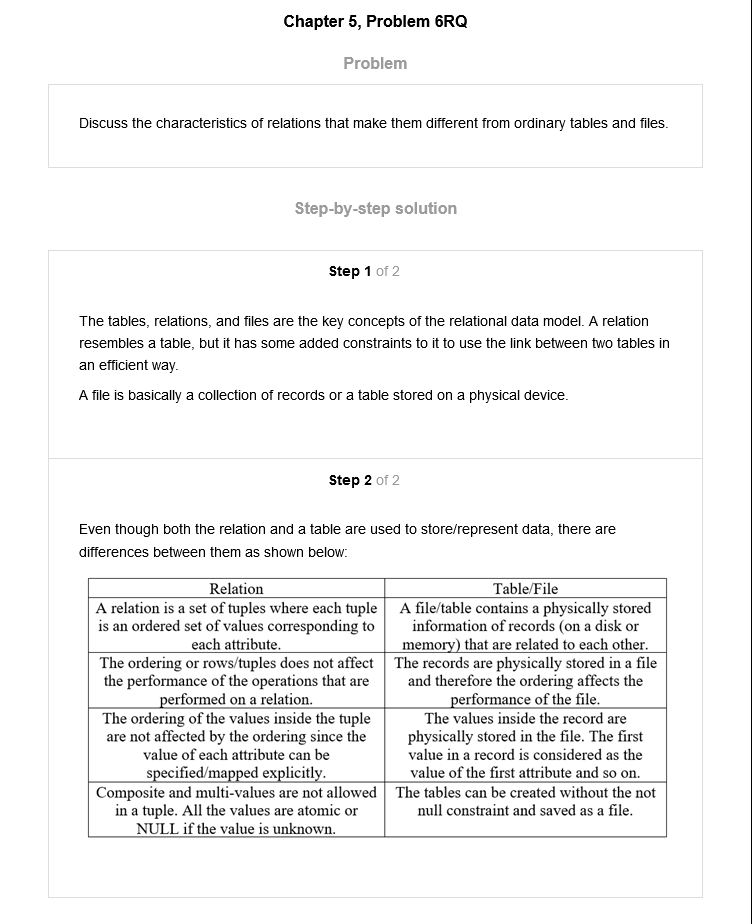 Chapter 5, Problem 6RQ
Problem
Discuss the characteristics of relations that make them different from ordinary tables and files.
Step-by-step solution
Step 1 of 2
The tables, relations, and files are the key concepts of the relational data model. A relation
resembles a table, but it has some added constraints to it to use the link between two tables in
an efficient way.
A file is basically a collection of records or a table stored on a physical device.
Step 2 of 2
Even though both the relation and a table are used to store/represent data, there are
differences between them as shown below:
Relation
Table/File
A relation is a set of tuples where each tuple
is an ordered set of values corresponding to
each attribute.
A file/table contains a physically stored
information of records (on a disk or
memory) that are related to each other.
The ordering or rows/tuples does not affect
the performance of the operations that are
performed on a relation.
The records are physically stored in a file
and therefore the ordering affects the
performance of the file.
The ordering of the values inside the tuple
are not affected by the ordering since the
value of each attribute can be
specified/mapped explicitly.
The values inside the record are
physically stored in the file. The first
value in a record is considered as the
value of the first attribute and so on.
Composite and multi-values are not allowed
in a tuple. All the values are atomic or
NULL if the value is unknown.
The tables can be created without the not
null constraint and saved as a file.